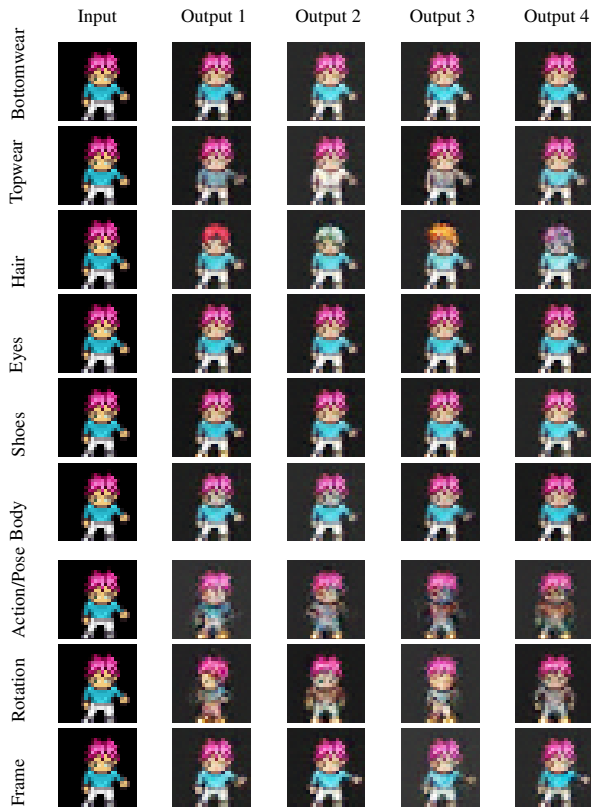 Input Output 1 Output 2 Output 3 Output 4
Bottomwear
Topwear
Hair
Eyes
Shoes
Body
Action/Pose
Rotation
Frame